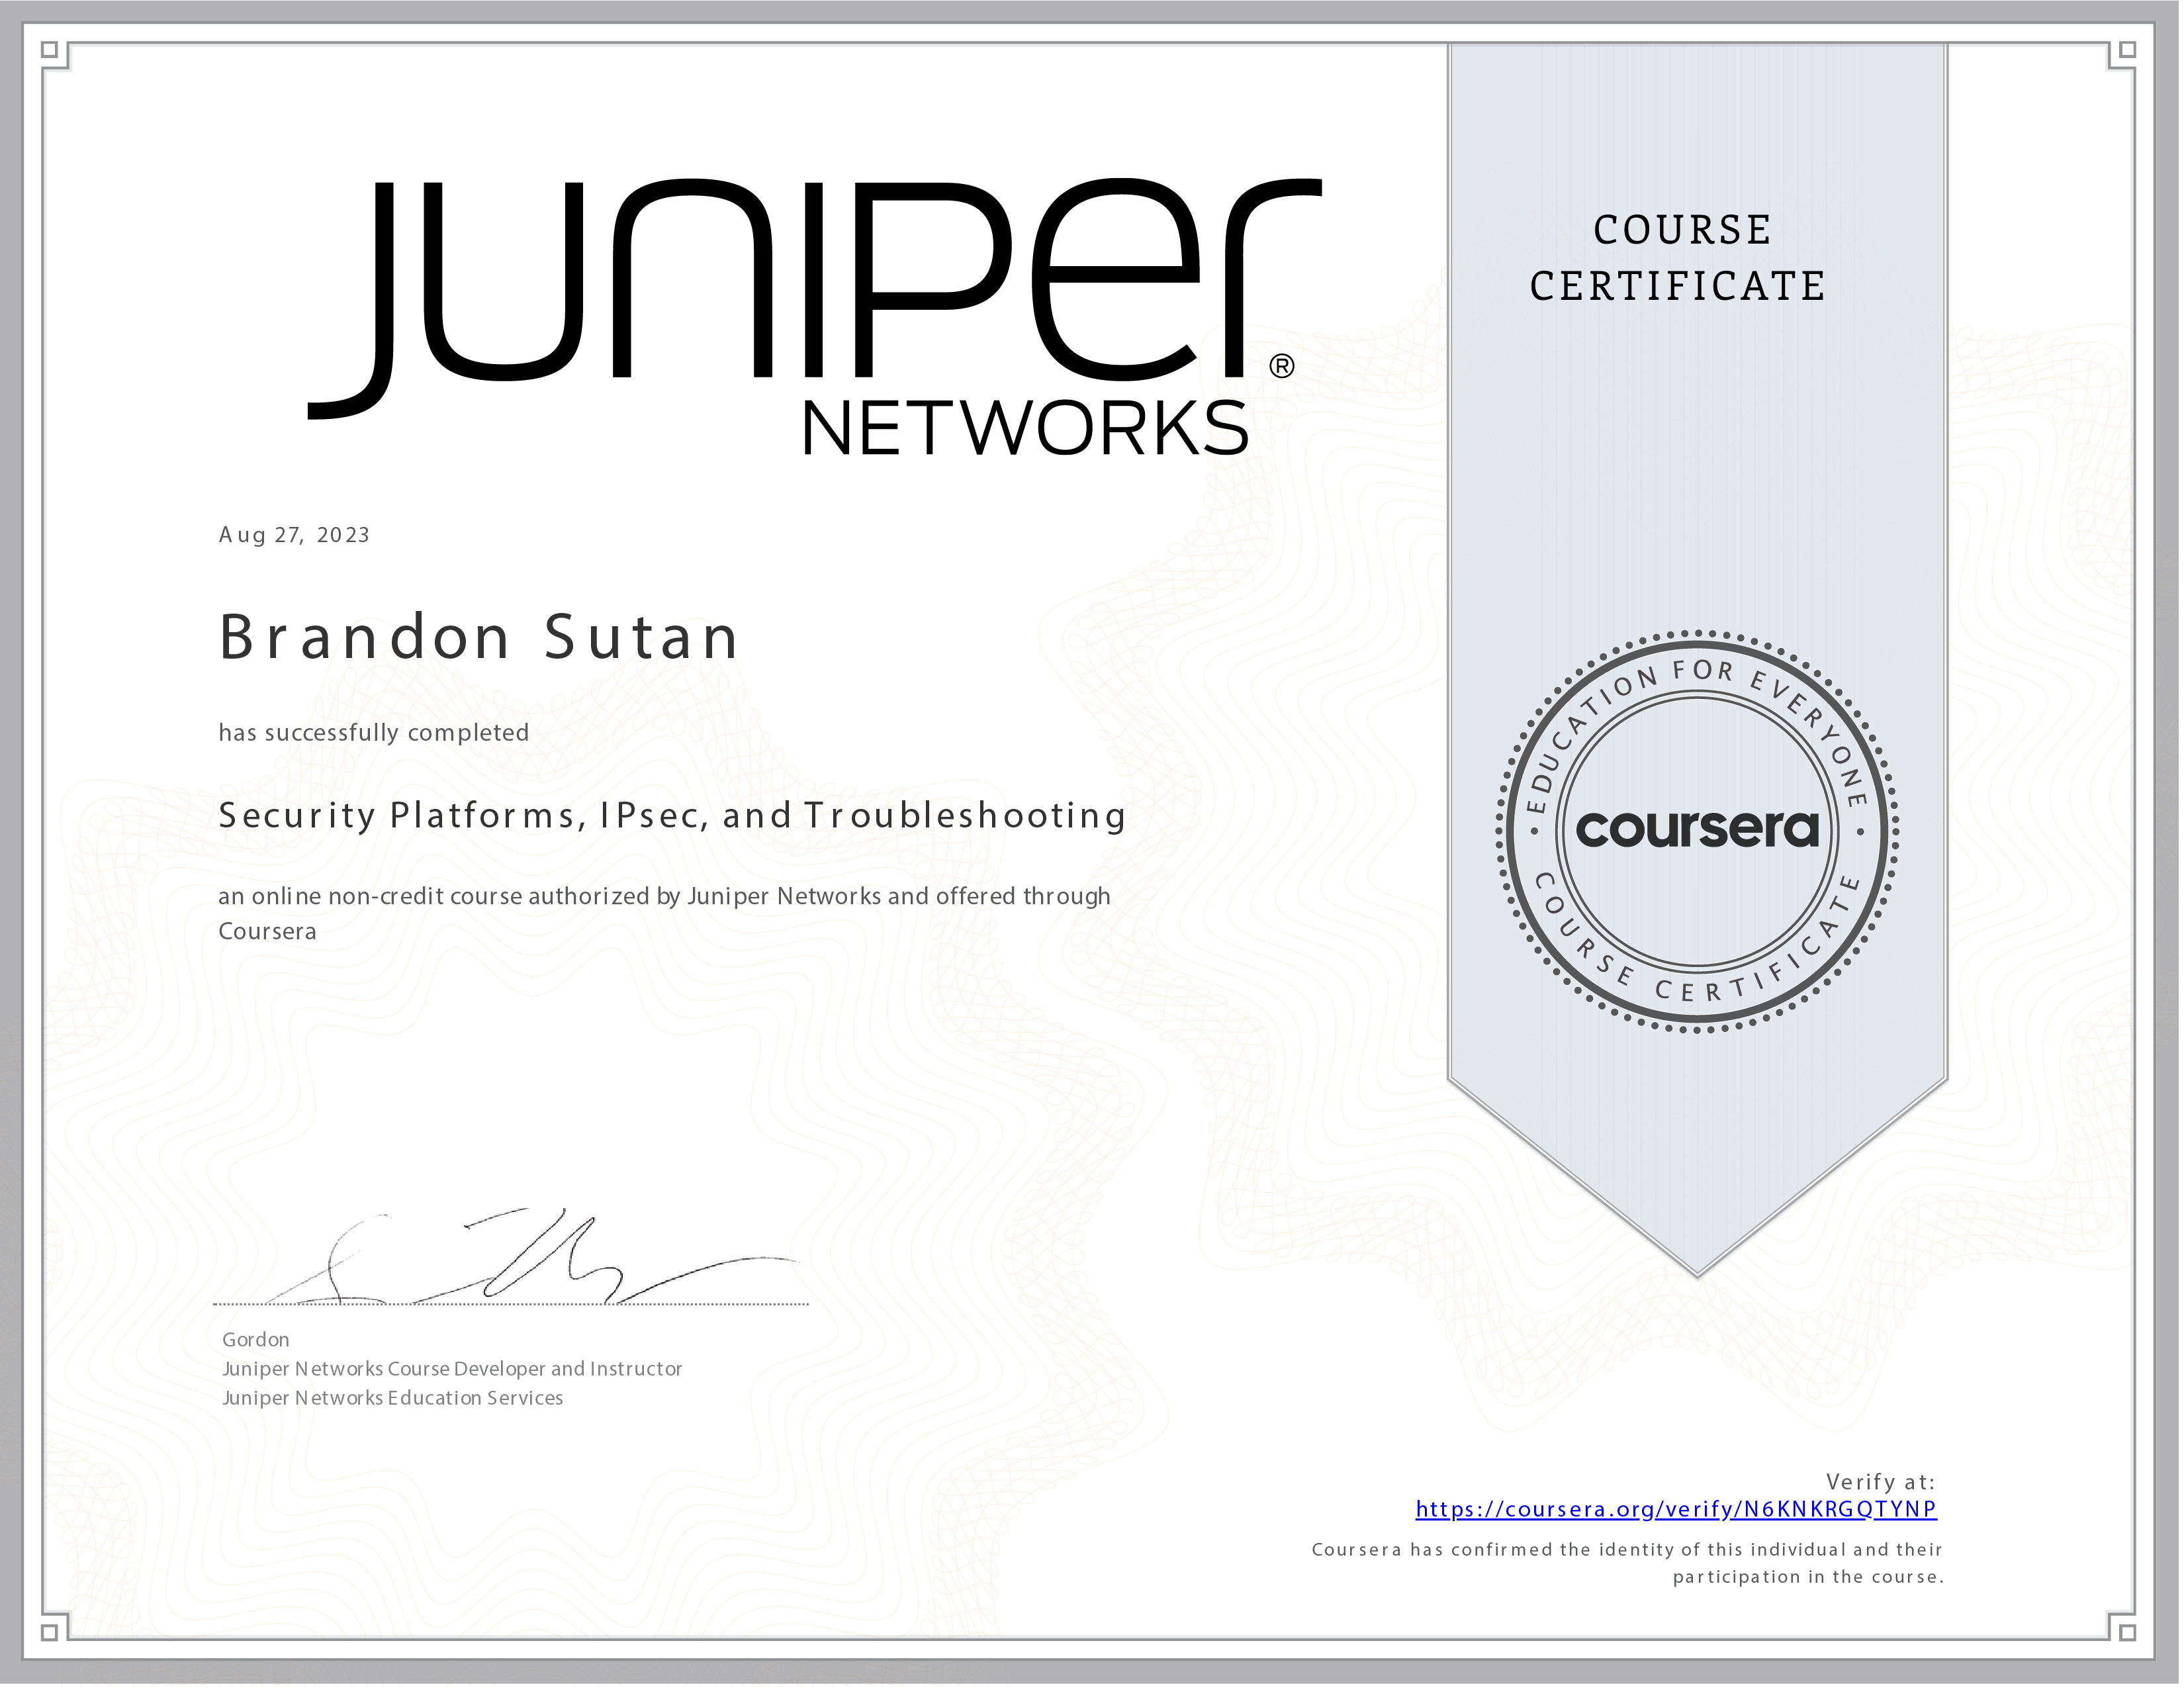 JUNIPER®
NETWORKS
COURSE
CERTIFICATE
Aug 27, 2023
Brandon Sutan
has successfully completed
Security Platforms, IPsec, and Troubleshooting
an online non-credit course authorized by Juniper Networks and offered through
Coursera
EDUCATION FOR EVERYONE
coursera
COURSE CERTIFICATE
Gordon
Juniper Networks Course Developer and Instructor
Juniper Networks Education Services
Verify at:
https://coursera.org/verify/N6KNKRGQTYNP
Coursera has confirmed the identity of this individual and their
participation in the course.